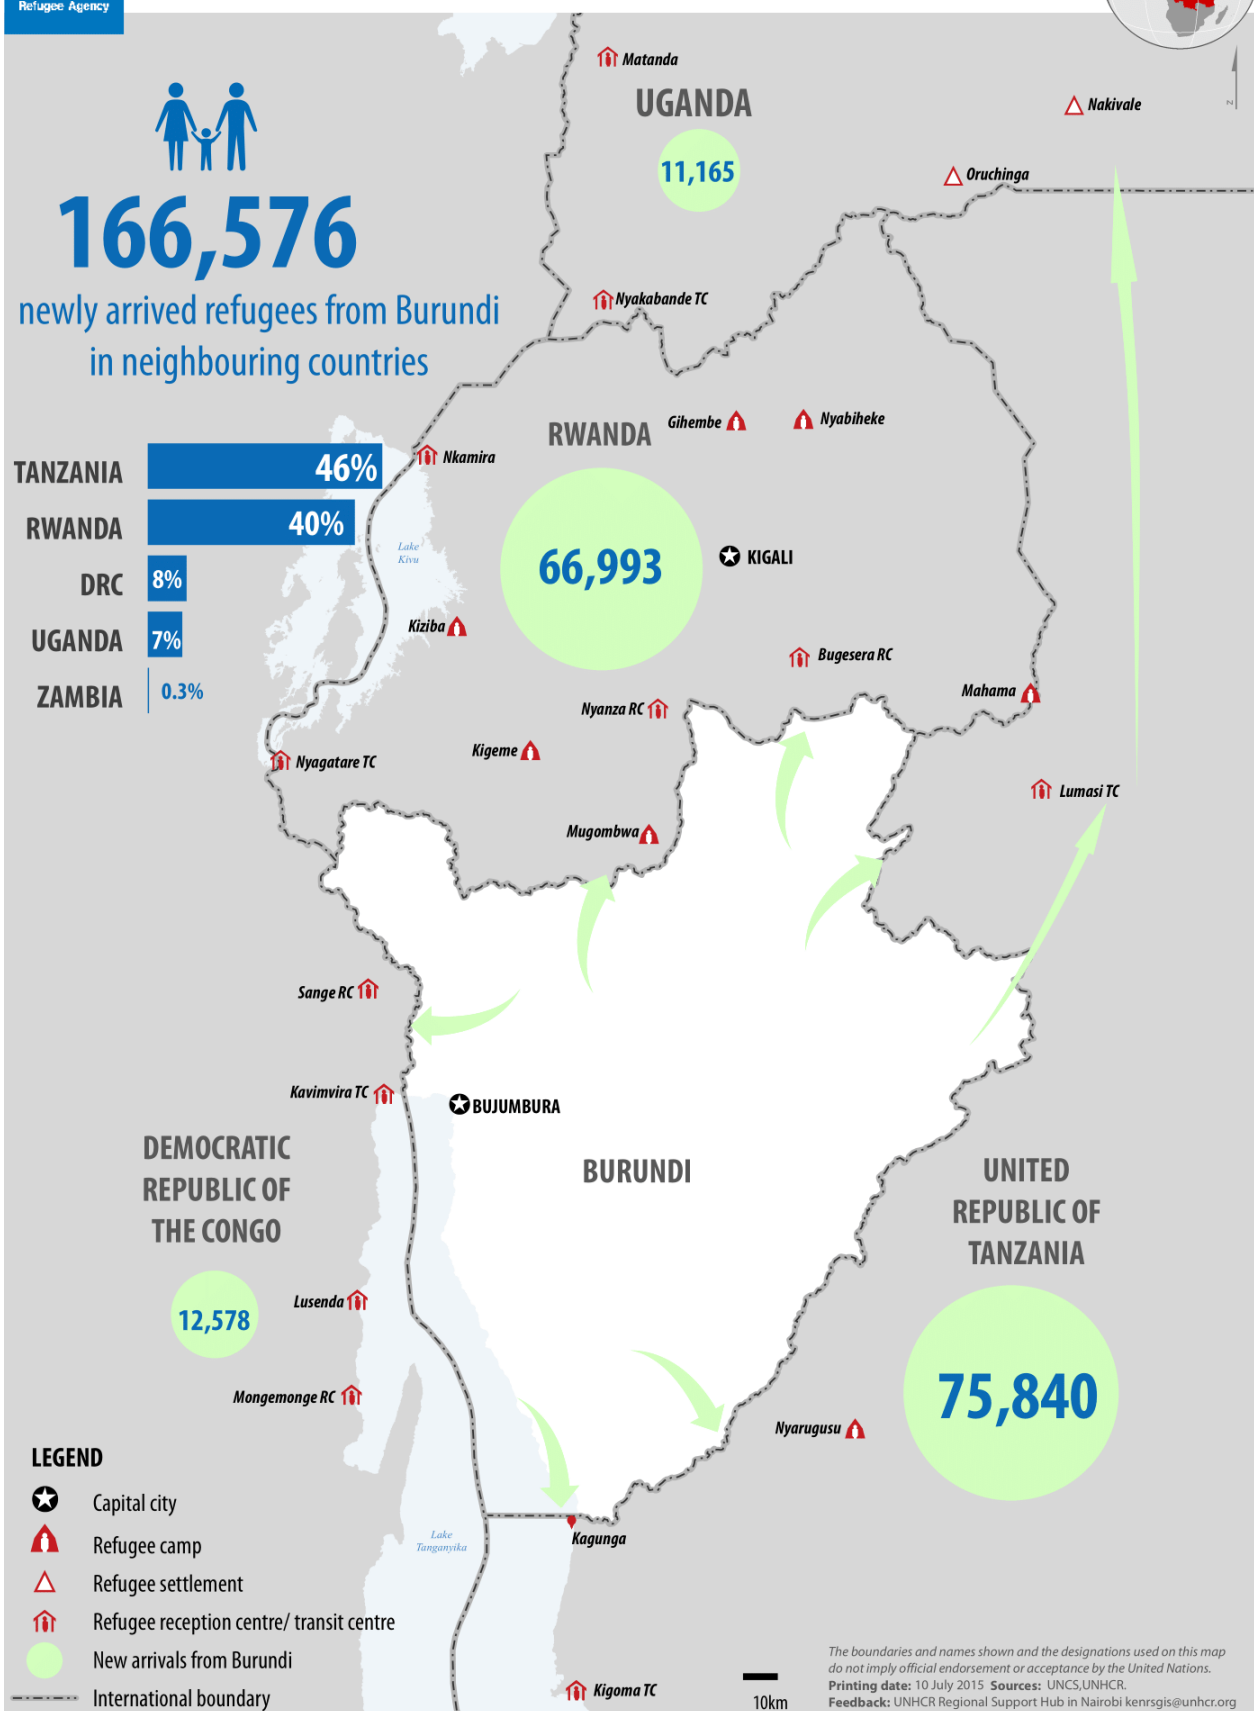 Refugee Agency
166,576
newly arrived refugees from Burundi
in neighbouring countries
TANZANIA 46%
RWANDA 40%
DRC 8%
UGANDA 7%
ZAMBIA 0.3%
Matanda
UGANDA
11,165
Nakivale
Oruchinga
N
Nyakabande TC
RWANDA
Gihembe
Nyabiheke
Nkamira
Lake
Kivu
66,993
KIGALI
Kiziba
Bugesera RC
Mahama
Nyanza RC
Kigeme
Nyagatare TC
Lumasi TC
Mugombwa
Sange RC
Kavimvira TC
BUJUMBURA
DEMOCRATIC
REPUBLIC OF
THE CONGO
BURUNDI
UNITED
REPUBLIC OF
TANZANIA
Lusenda
12,578
Mongemonge RC
75,840
Nyarugusu
Lake
Tanganyika
Kagunga
Kigoma TC
LEGEND
Capital city
Refugee camp
Refugee settlement
Refugee reception centre/ transit centre
New arrivals from Burundi
International boundary
10km
The boundaries and names shown and the designations used on this map
do not imply official endorsement or acceptance by the United Nations.
Printing date: 10 July 2015 Sources: UNCS,UNHCR.
Feedback: UNHCR Regional Support Hub in Nairobi kenrsgis@unhcr.org